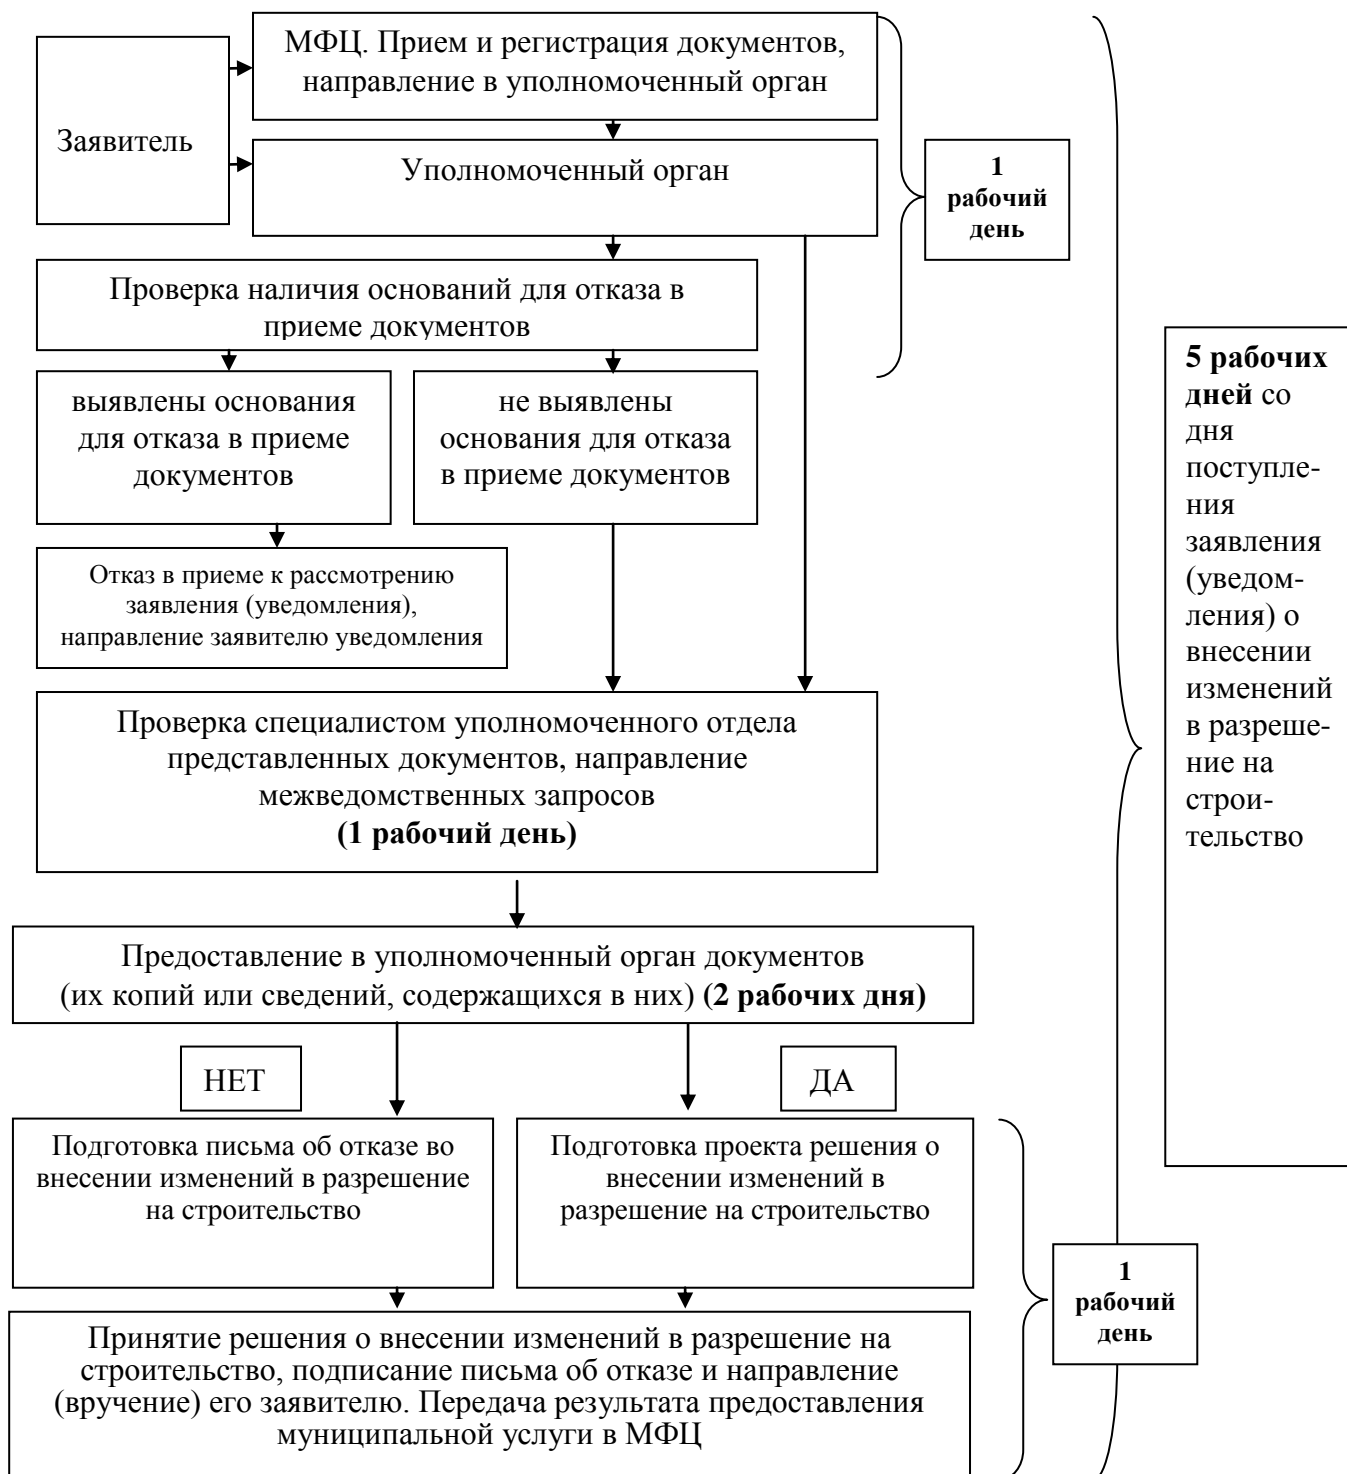 МФЦ. Прием и регистрация документов,
направление в уполномоченный орган
Заявитель
Уполномоченный орган
1
рабочий
день
Проверка наличия оснований для отказа в
приеме документов
выявлены основания
для отказа в приеме
документов
не выявлены
основания для отказа
в приеме документов
Отказ в приеме к рассмотрению
заявления (уведомления),
направление заявителю уведомления
5 рабочих
дней со
дня
поступле-
ния
заявления
(уведом-
ления) о
внесении
изменений
в разреше-
ние на
строи-
тельство
Проверка специалистом уполномоченного отдела
представленных документов, направление
межведомственных запросов
(1 рабочий день)
Предоставление в уполномоченный орган документов
(их копий или сведений, содержащихся в них) (2 рабочих дня)
НЕТ
ДА
Подготовка письма об отказе во
внесении изменений в разрешение
на строительство
Подготовка проекта решения о
внесении изменений в
разрешение на строительство
1
рабочий
день
Принятие решения о внесении изменений в разрешение на
строительство, подписание письма об отказе и направление
(вручение) его заявителю. Передача результата предоставления
муниципальной услуги в МФЦ